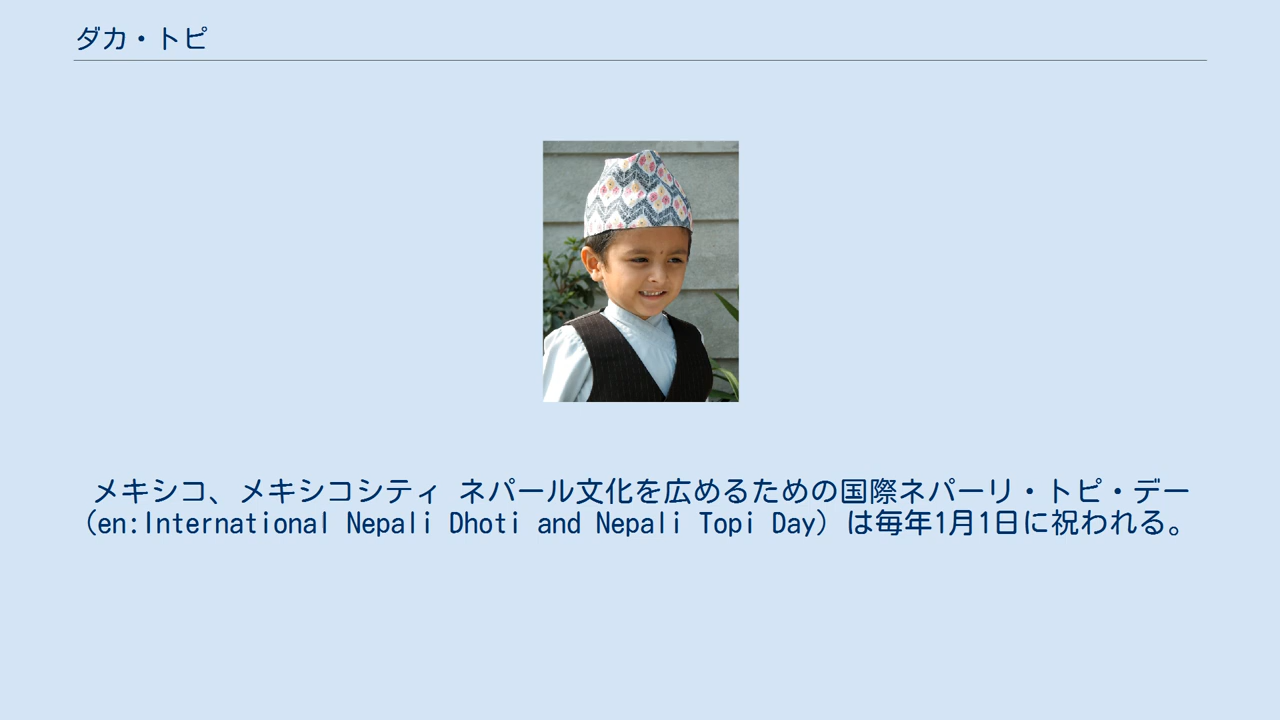 ダカ・トピ
メキシコ、メキシコシティ ネパール文化を広めるための国際ネパーリ・トピ・デー
(en:International Nepali Dhoti and Nepali Topi Day) は毎年1月1日に祝われる。